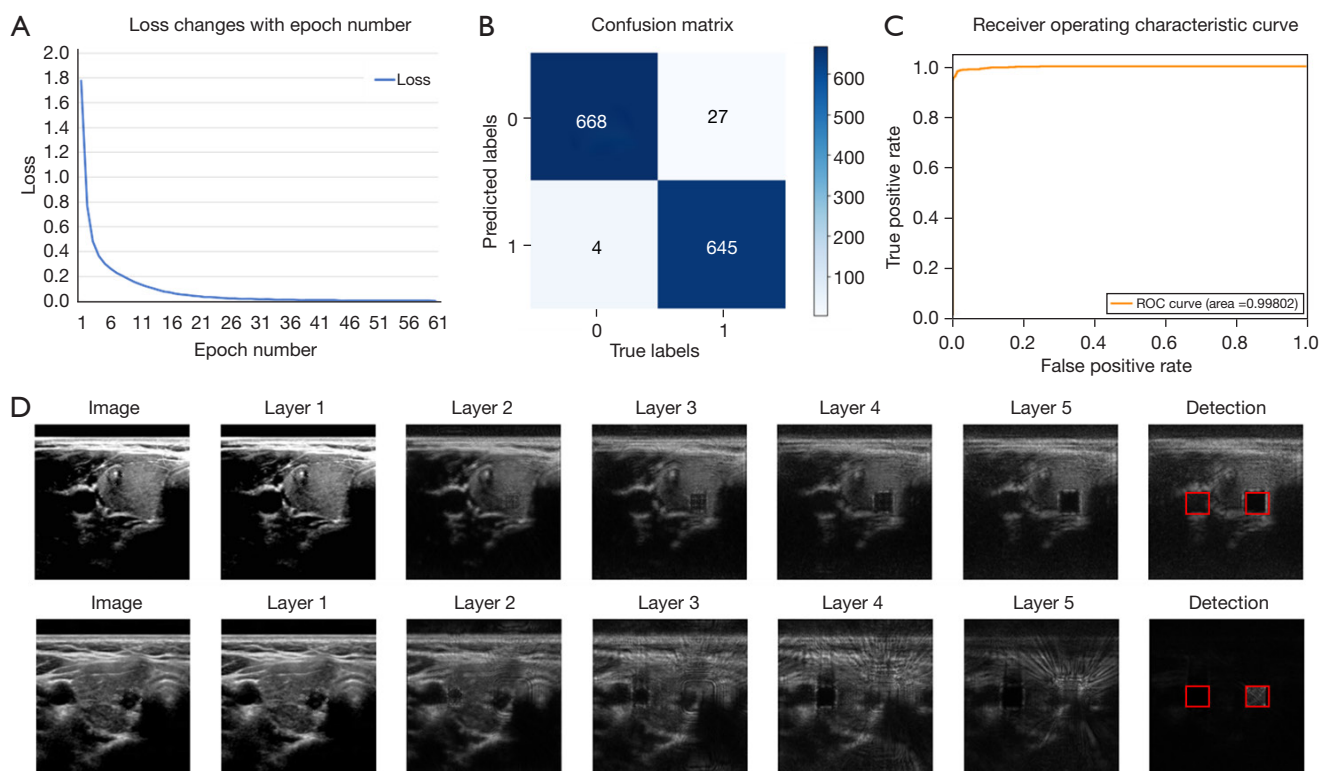 A
Loss changes with epoch number
2.0
1.8
1.6
1.4
1.2
1.0
0.8
0.6
0.4
0.2
0.0
Loss
Loss
1 6 11 16 21 26 31 36 41 46 51 56 61
Epoch number
B
Confusion matrix
Predicted labels
0
1
668 27
4 645
0 1
True labels
600
500
400
300
200
100
C
Receiver operating characteristic curve
True positive rate
1.0
0.8
0.6
0.4
0.2
0.0
ROC curve (area =0.99802)
0.0 0.2 0.4 0.6 0.8 1.0
False positive rate
D
Image Layer 1 Layer 2 Layer 3 Layer 4 Layer 5 Detection
Image Layer 1 Layer 2 Layer 3 Layer 4 Layer 5 Detection